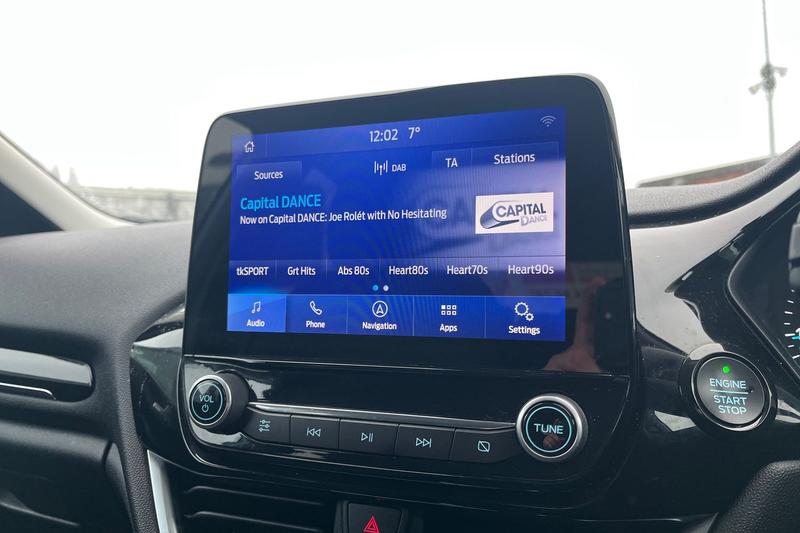 12:02 7°
Sources
DAB
TA
Stations
Capital DANCE
Now on Capital DANCE: Joe Rolét with No Hesitating
CAPITAL
DANCE
tkSPORT Grt Hits Abs 80s Heart80s Heart70s Heart90s
Audio Phone Navigation Apps Settings
VOL
TUNE
ENGINE
START
STOP